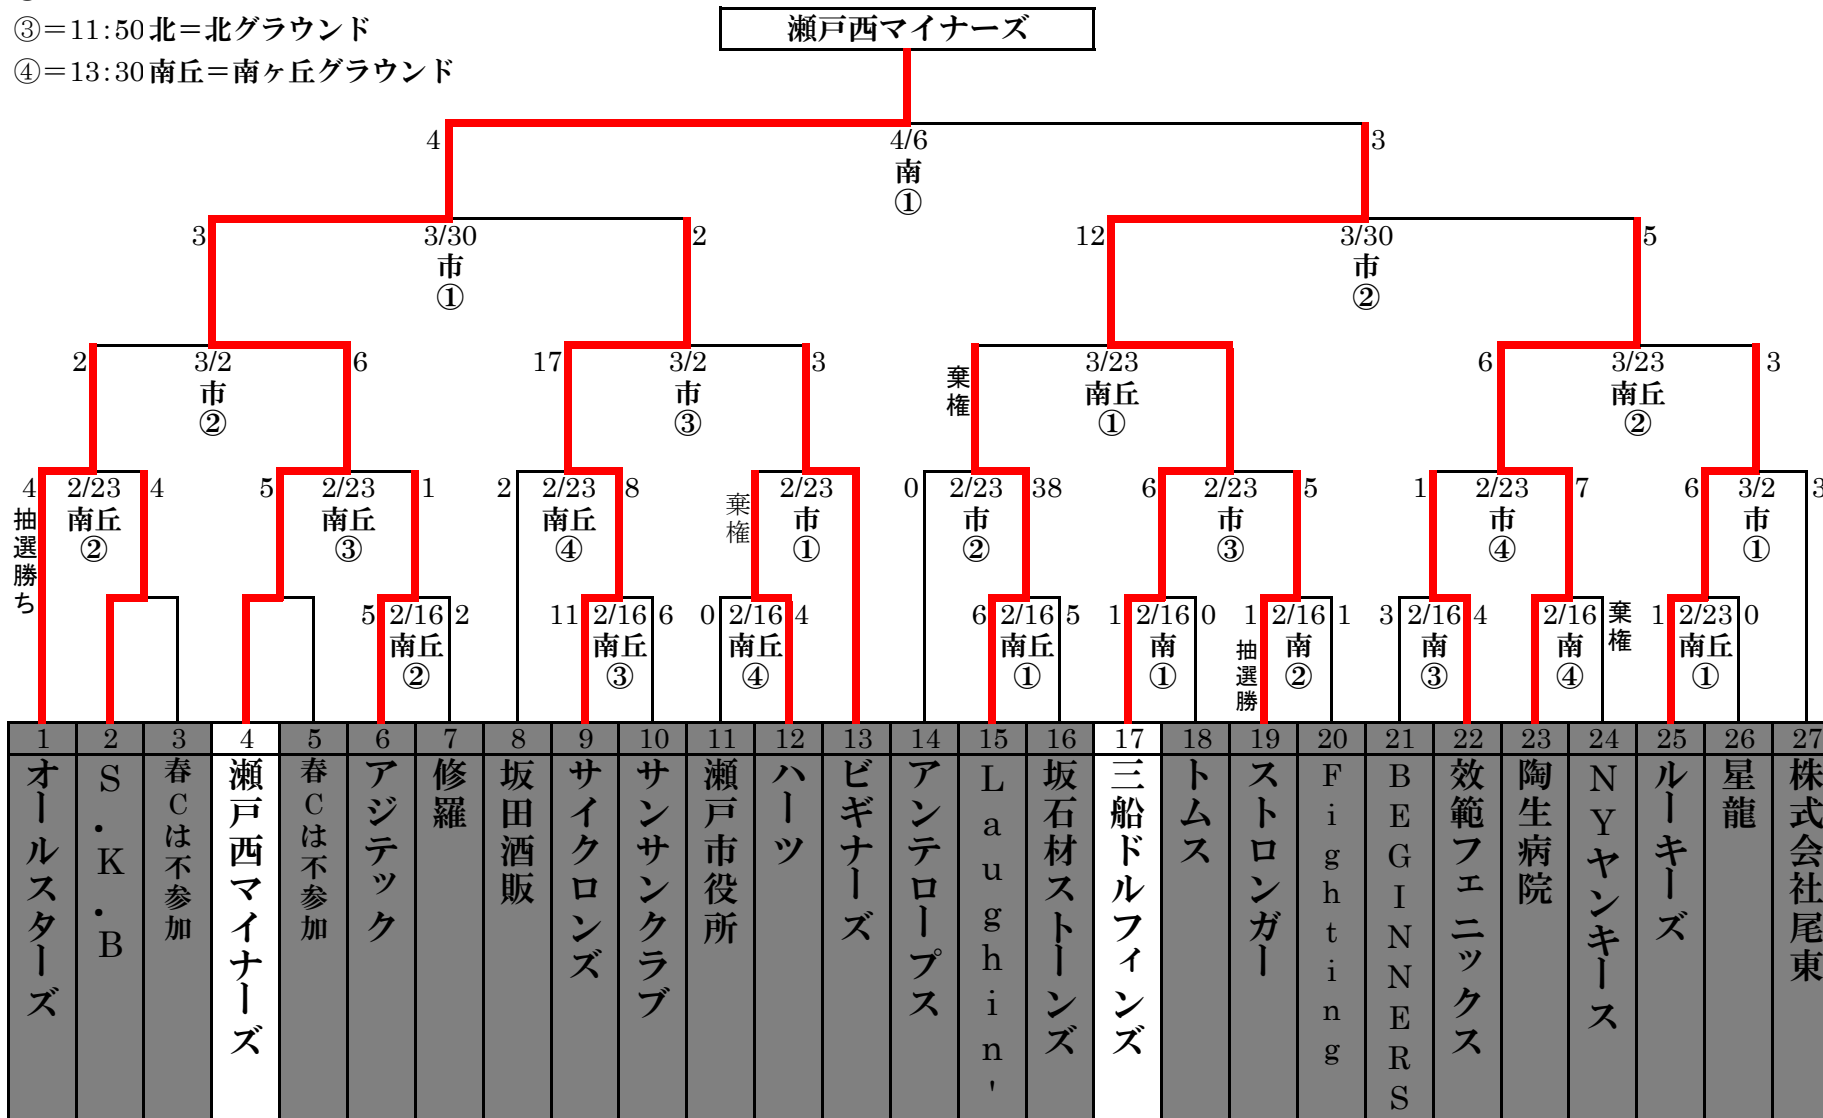 ③＝11:50北＝北グラウンド
④＝13:30南丘＝南ヶ丘グラウンド
瀬戸西マイナーズ
4 4/6 3
南
①
3 3/30 2 12 3/30 5
市 市
① ②
2 3/2 6 17 3/2 3 棄権 3/23 6 3/23 3
市 市 南丘 南丘
② ③ ① ②
4 2/23 4 5 2/23 1 2 2/23 8 棄権 2/23 0 2/23 38 6 2/23 5 1 2/23 7 6 3/2 3
抽選勝ち 南丘 南丘 南丘 市 市 市 市 市
② ③ ④ ① ② ③ ④ ①
5 2/16 2 11 2/16 6 0 2/16 4 6 2/16 5 1 2/16 0 1 2/16 1 3 2/16 4 2/16 棄権 1 2/23 0
南丘 南丘 南丘 南丘 南 抽選勝 南 南 南 南丘
② ③ ④ ① ① ② ③ ④ ①
1 2 3 4 5 6 7 8 9 10 11 12 13 14 15 16 17 18 19 20 21 22 23 24 25 26 27
オールスターズ
S.K.B
春Cは不参加
瀬戸西マイナーズ
春Cは不参加
アジテック
修羅
坂田酒販
サイクロンズ
サンサンクラブ
瀬戸市役所
ハーツ
ビギナーズ
アンテロープス
Laughin'
坂石材ストーンズ
三船ドルフィンズ
トムス
ストロンガー
Fighting
BEGINNERS
效範フェニックス
陶生病院
NYヤンキース
ルーキーズ
星龍
株式会社尾東